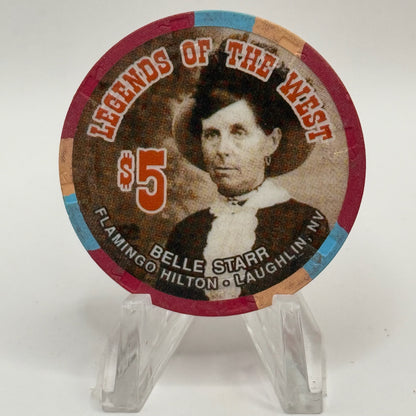 LEGENDS OF THE WEST
$5
BELLE STARR
FLAMINGO HILTON • LAUGHLIN, NV